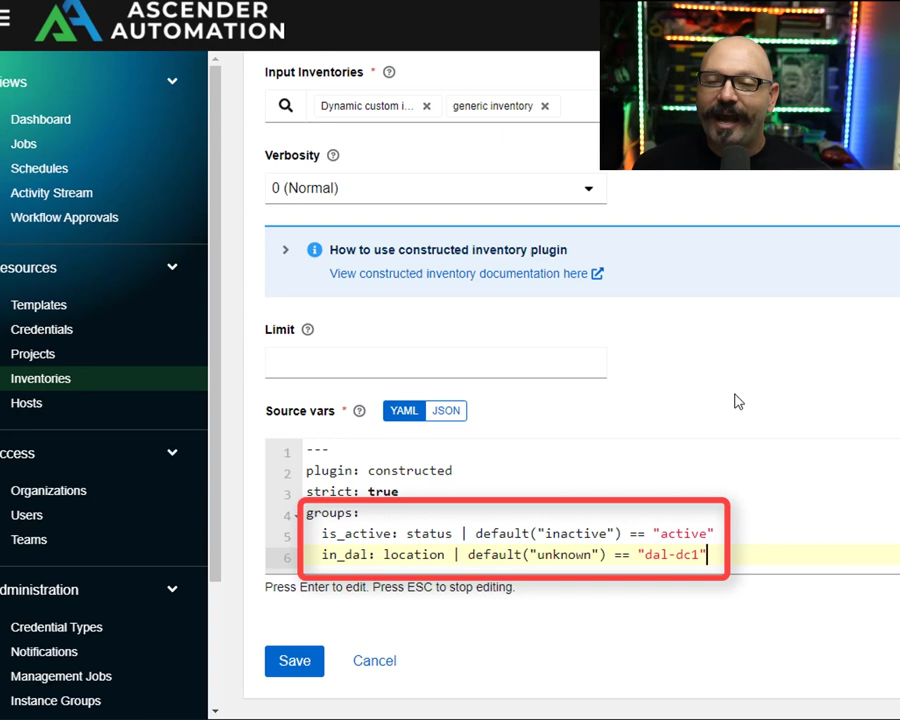 ASCENDER
AUTOMATION
iews
Dashboard
Jobs
Schedules
Activity Stream
Workflow Approvals
esources
Templates
Credentials
Projects
Inventories
Hosts
ccess
Organizations
Users
Teams
dministration
Credential Types
Notifications
Management Jobs
Instance Groups
Input Inventories *
Dynamic custom i... generic inventory
Verbosity
0 (Normal)
How to use constructed inventory plugin
View constructed inventory documentation here
Limit
Source vars * YAML JSON
1 ---
2 plugin: constructed
3 strict: true
4 groups:
5 is_active: status | default("inactive") == "active"
6 in_dal: location | default("unknown") == "dal-dc1"
Press Enter to edit. Press ESC to stop editing.
Save Cancel